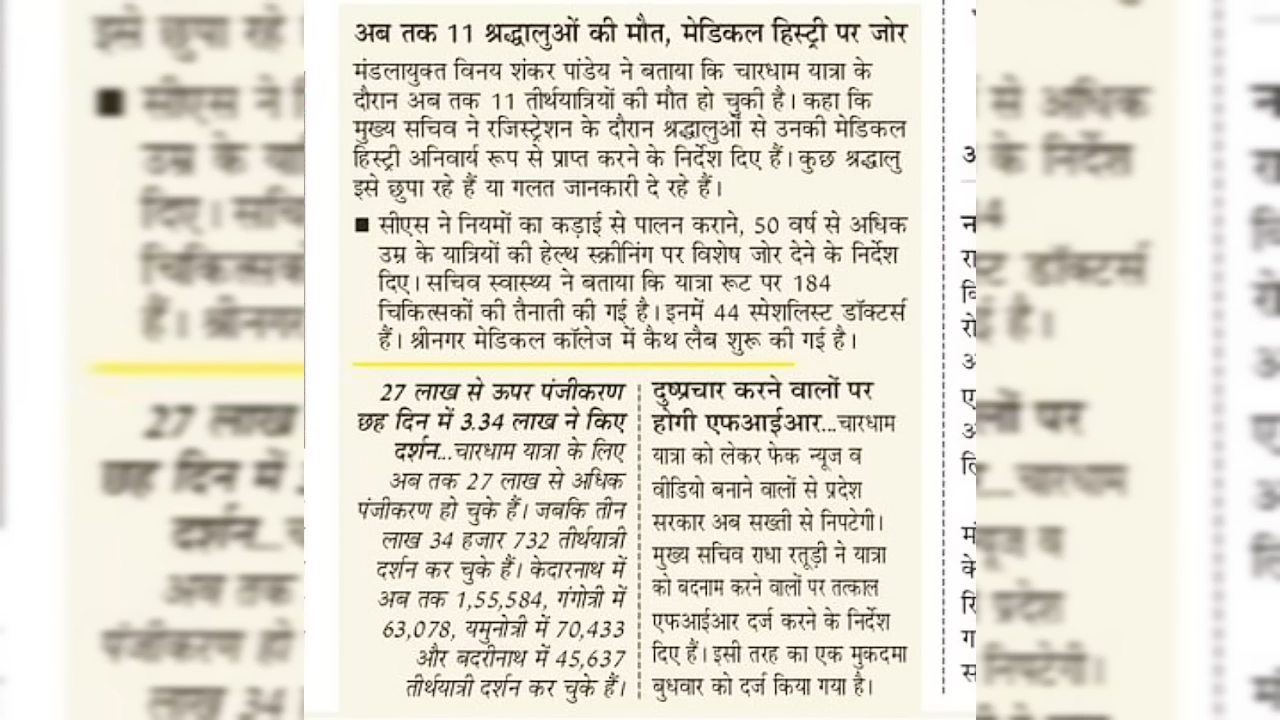 अब तक 11 श्रद्धालुओं की मौत, मेडिकल हिस्ट्री पर जोर
मंडलायुक्त विनय शंकर पांडेय ने बताया कि चारधाम यात्रा के
दौरान अब तक 11 तीर्थयात्रियों की मौत हो चुकी है। कहा कि
मुख्य सचिव ने रजिस्ट्रेशन के दौरान श्रद्धालुओं से उनकी मेडिकल
हिस्ट्री अनिवार्य रूप से प्राप्त करने के निर्देश दिए हैं। कुछ श्रद्धालु
इसे छुपा रहे हैं या गलत जानकारी दे रहे हैं।
■ सीएस ने नियमों का कड़ाई से पालन कराने, 50 वर्ष से अधिक
उम्र के यात्रियों की हेल्थ स्क्रीनिंग पर विशेष जोर देने के निर्देश
दिए। सचिव स्वास्थ्य ने बताया कि यात्रा रूट पर 184
चिकित्सकों की तैनाती की गई है। इनमें 44 स्पेशलिस्ट डॉक्टर्स
हैं। श्रीनगर मेडिकल कॉलेज में कैथ लैब शुरू की गई है।
27 लाख से ऊपर पंजीकरण
छह दिन में 3.34 लाख ने किए
दर्शन...चारधाम यात्रा के लिए
अब तक 27 लाख से अधिक
पंजीकरण हो चुके हैं। जबकि तीन
लाख 34 हजार 732 तीर्थयात्री
दर्शन कर चुके हैं। केदारनाथ में
अब तक 1,55,584, गंगोत्री में
63,078, यमुनोत्री में 70,433
और बदरीनाथ में 45,637
तीर्थयात्री दर्शन कर चुके हैं।
दुष्प्रचार करने वालों पर
होगी एफआईआर...चारधाम
यात्रा को लेकर फेक न्यूज व
वीडियो बनाने वालों से प्रदेश
सरकार अब सख्ती से निपटेगी।
मुख्य सचिव राधा रतूड़ी ने यात्रा
को बदनाम करने वालों पर तत्काल
एफआईआर दर्ज करने के निर्देश
दिए हैं। इसी तरह का एक मुकदमा
बुधवार को दर्ज किया गया है।